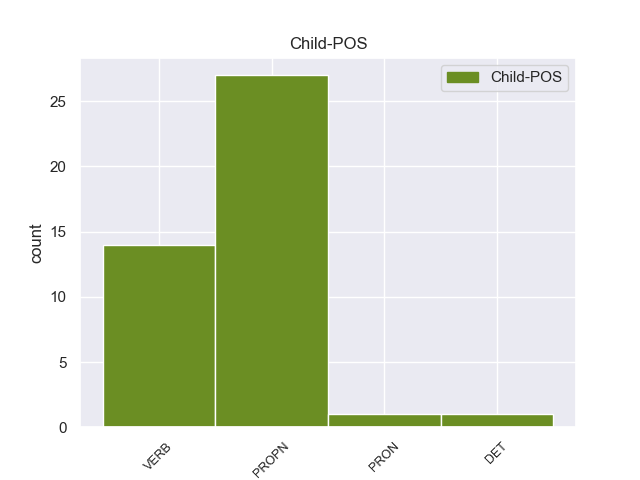 Child-POS
Child-POS
count
25
20
15
10
5
0
VERB
PROPN
PRON
DET